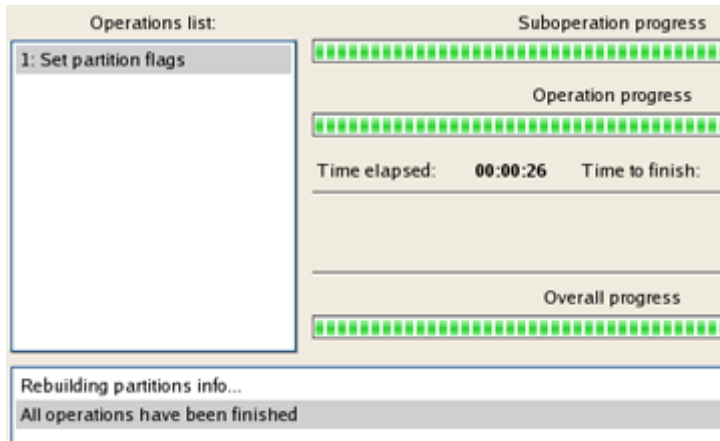 Operations list:
1: Set partition flags
Suboperation progress
Operation progress
Time elapsed: 00:00:26 Time to finish:
Overall progress
Rebuilding partitions info...
All operations have been finished